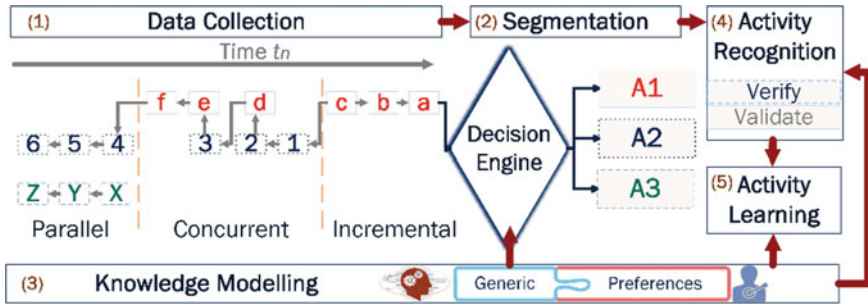 (1) Data Collection
(2) Segmentation
(4) Activity
Recognition
Verify
Validate
Time tn
f e d c b a
6 5 4 3 2 1
Z Y X
Parallel Concurrent Incremental
Decision
Engine
A1
A2
A3
(5) Activity
Learning
(3) Knowledge Modelling Generic Preferences